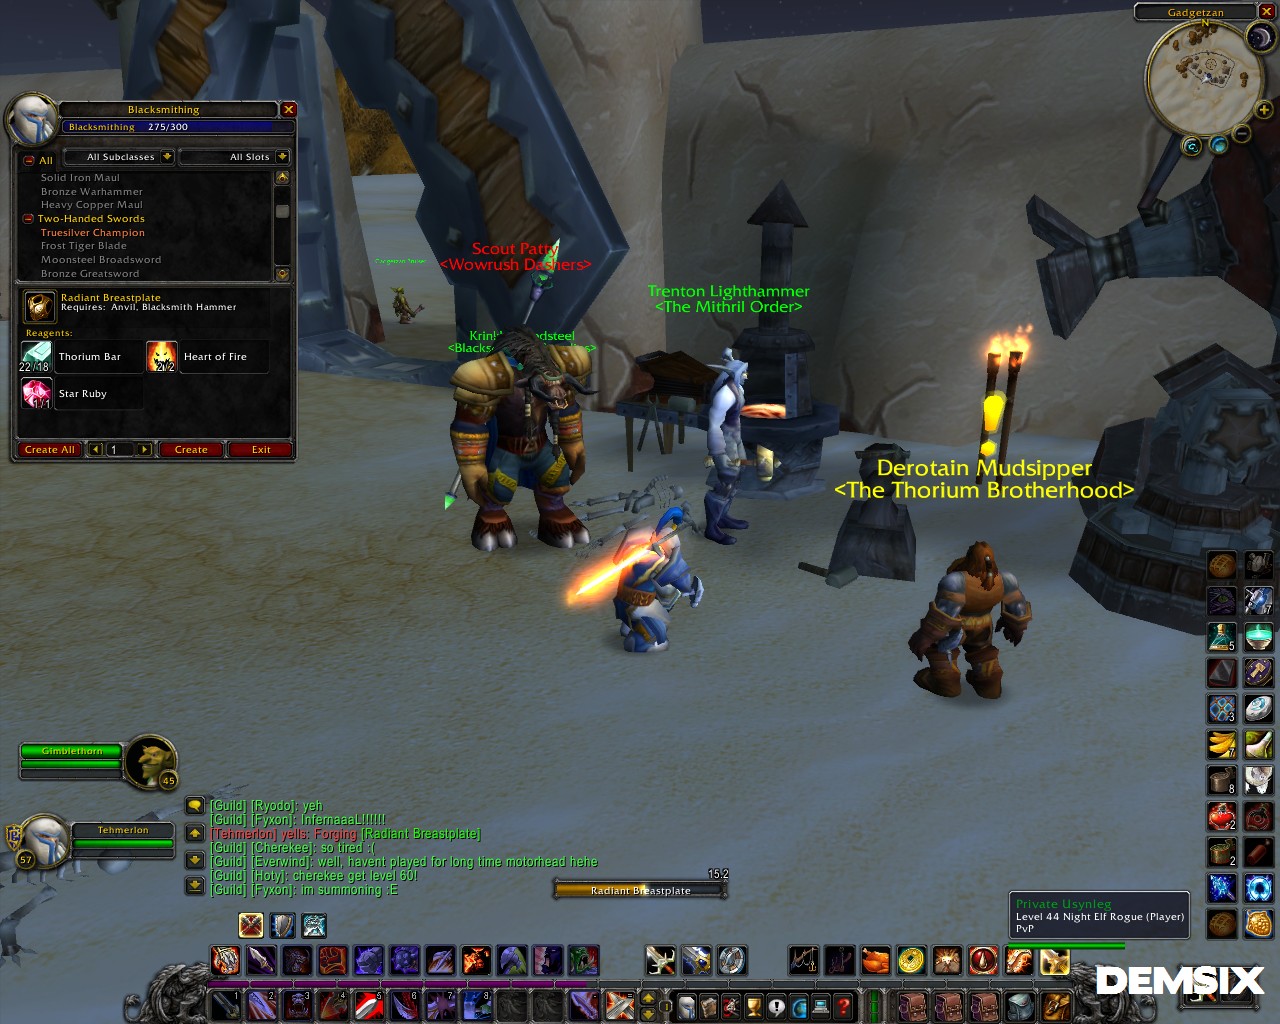 Gadgetzan
N
Blacksmithing
Blacksmithing 275/300
All
All Subclasses
All Slots
Solid Iron Maul
Bronze Warhammer
Heavy Copper Maul
Two-Handed Swords
Truesilver Champion
Frost Tiger Blade
Moonsteel Broadsword
Bronze Greatsword
Radiant Breastplate
Requires: Anvil, Blacksmith Hammer
Reagents:
Thorium Bar
22/18
Heart of Fire
2/2
Star Ruby
1/1
Create All
1
Create
Exit
Scout Patty
<Wowrush Dashers>
Trenton Lighthammer
<The Mithril Order>
Derotain Mudsipper
<The Thorium Brotherhood>
Gimblethorn
45
Tehmerlon
57
[Guild] [Ryodo]: yeh
[Guild] [Fyxon]: InfernaaaL!!!!!!
[Tehmerlon] yells: Forging [Radiant Breastplate]
[Guild] [Cherekee]: so tired :(
[Guild] [Everwind]: well, havent played for long time motorhead hehe
[Guild] [Hoty]: cherekee get level 60!
[Guild] [Fyxon]: im summoning :E
15.2
Radiant Breastplate
Private Usynleg
Level 44 Night Elf Rogue (Player)
PvP
DEMSIX